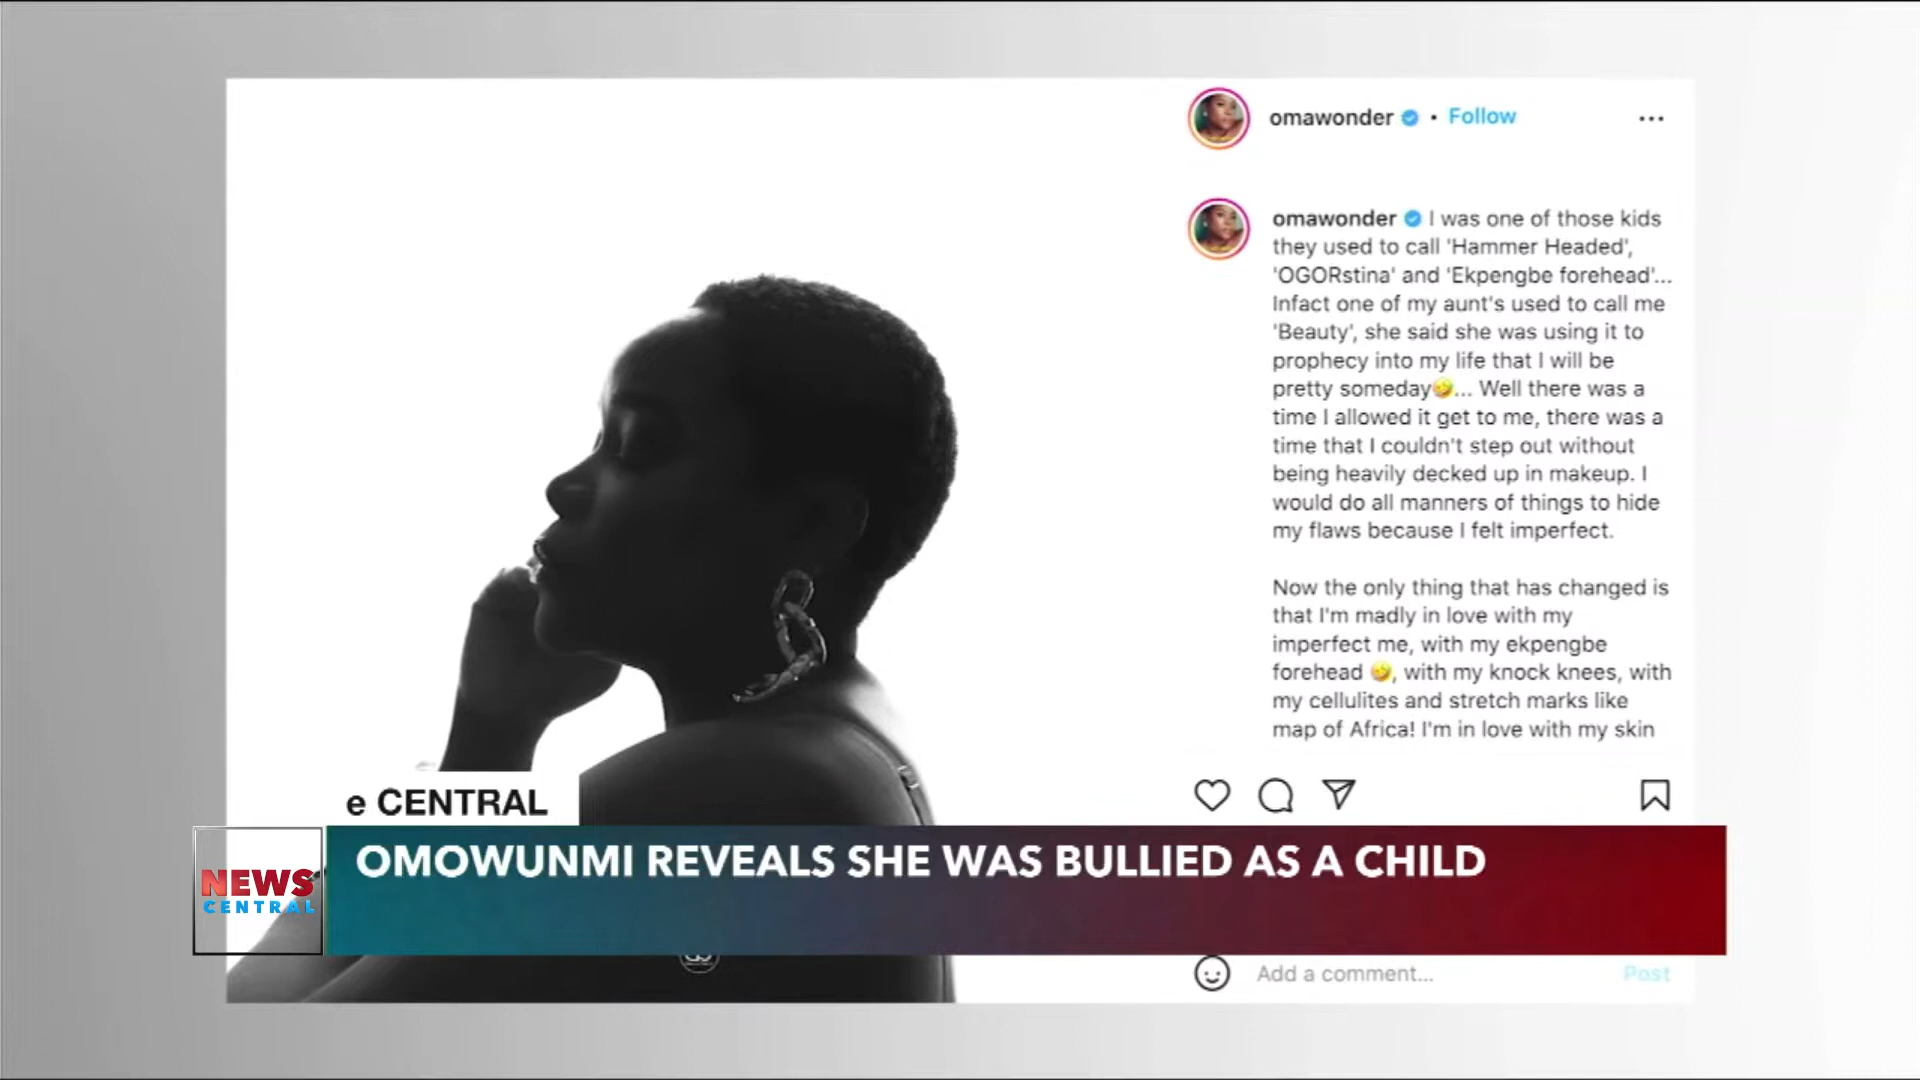 omawonder • Follow
omawonder I was one of those kids
they used to call 'Hammer Headed',
'OGORstina' and 'Ekpengbe forehead'...
Infact one of my aunt's used to call me
'Beauty', she said she was using it to
prophecy into my life that I will be
pretty someday🤣... Well there was a
time I allowed it get to me, there was a
time that I couldn't step out without
being heavily decked up in makeup. I
would do all manners of things to hide
my flaws because I felt imperfect.
Now the only thing that has changed is
that I'm madly in love with my
imperfect me, with my ekpengbe
forehead 🤣, with my knock knees, with
my cellulites and stretch marks like
map of Africa! I'm in love with my skin
e CENTRAL
OMOWUNMI REVEALS SHE WAS BULLIED AS A CHILD
NEWS
CENTRAL
Add a comment... Post